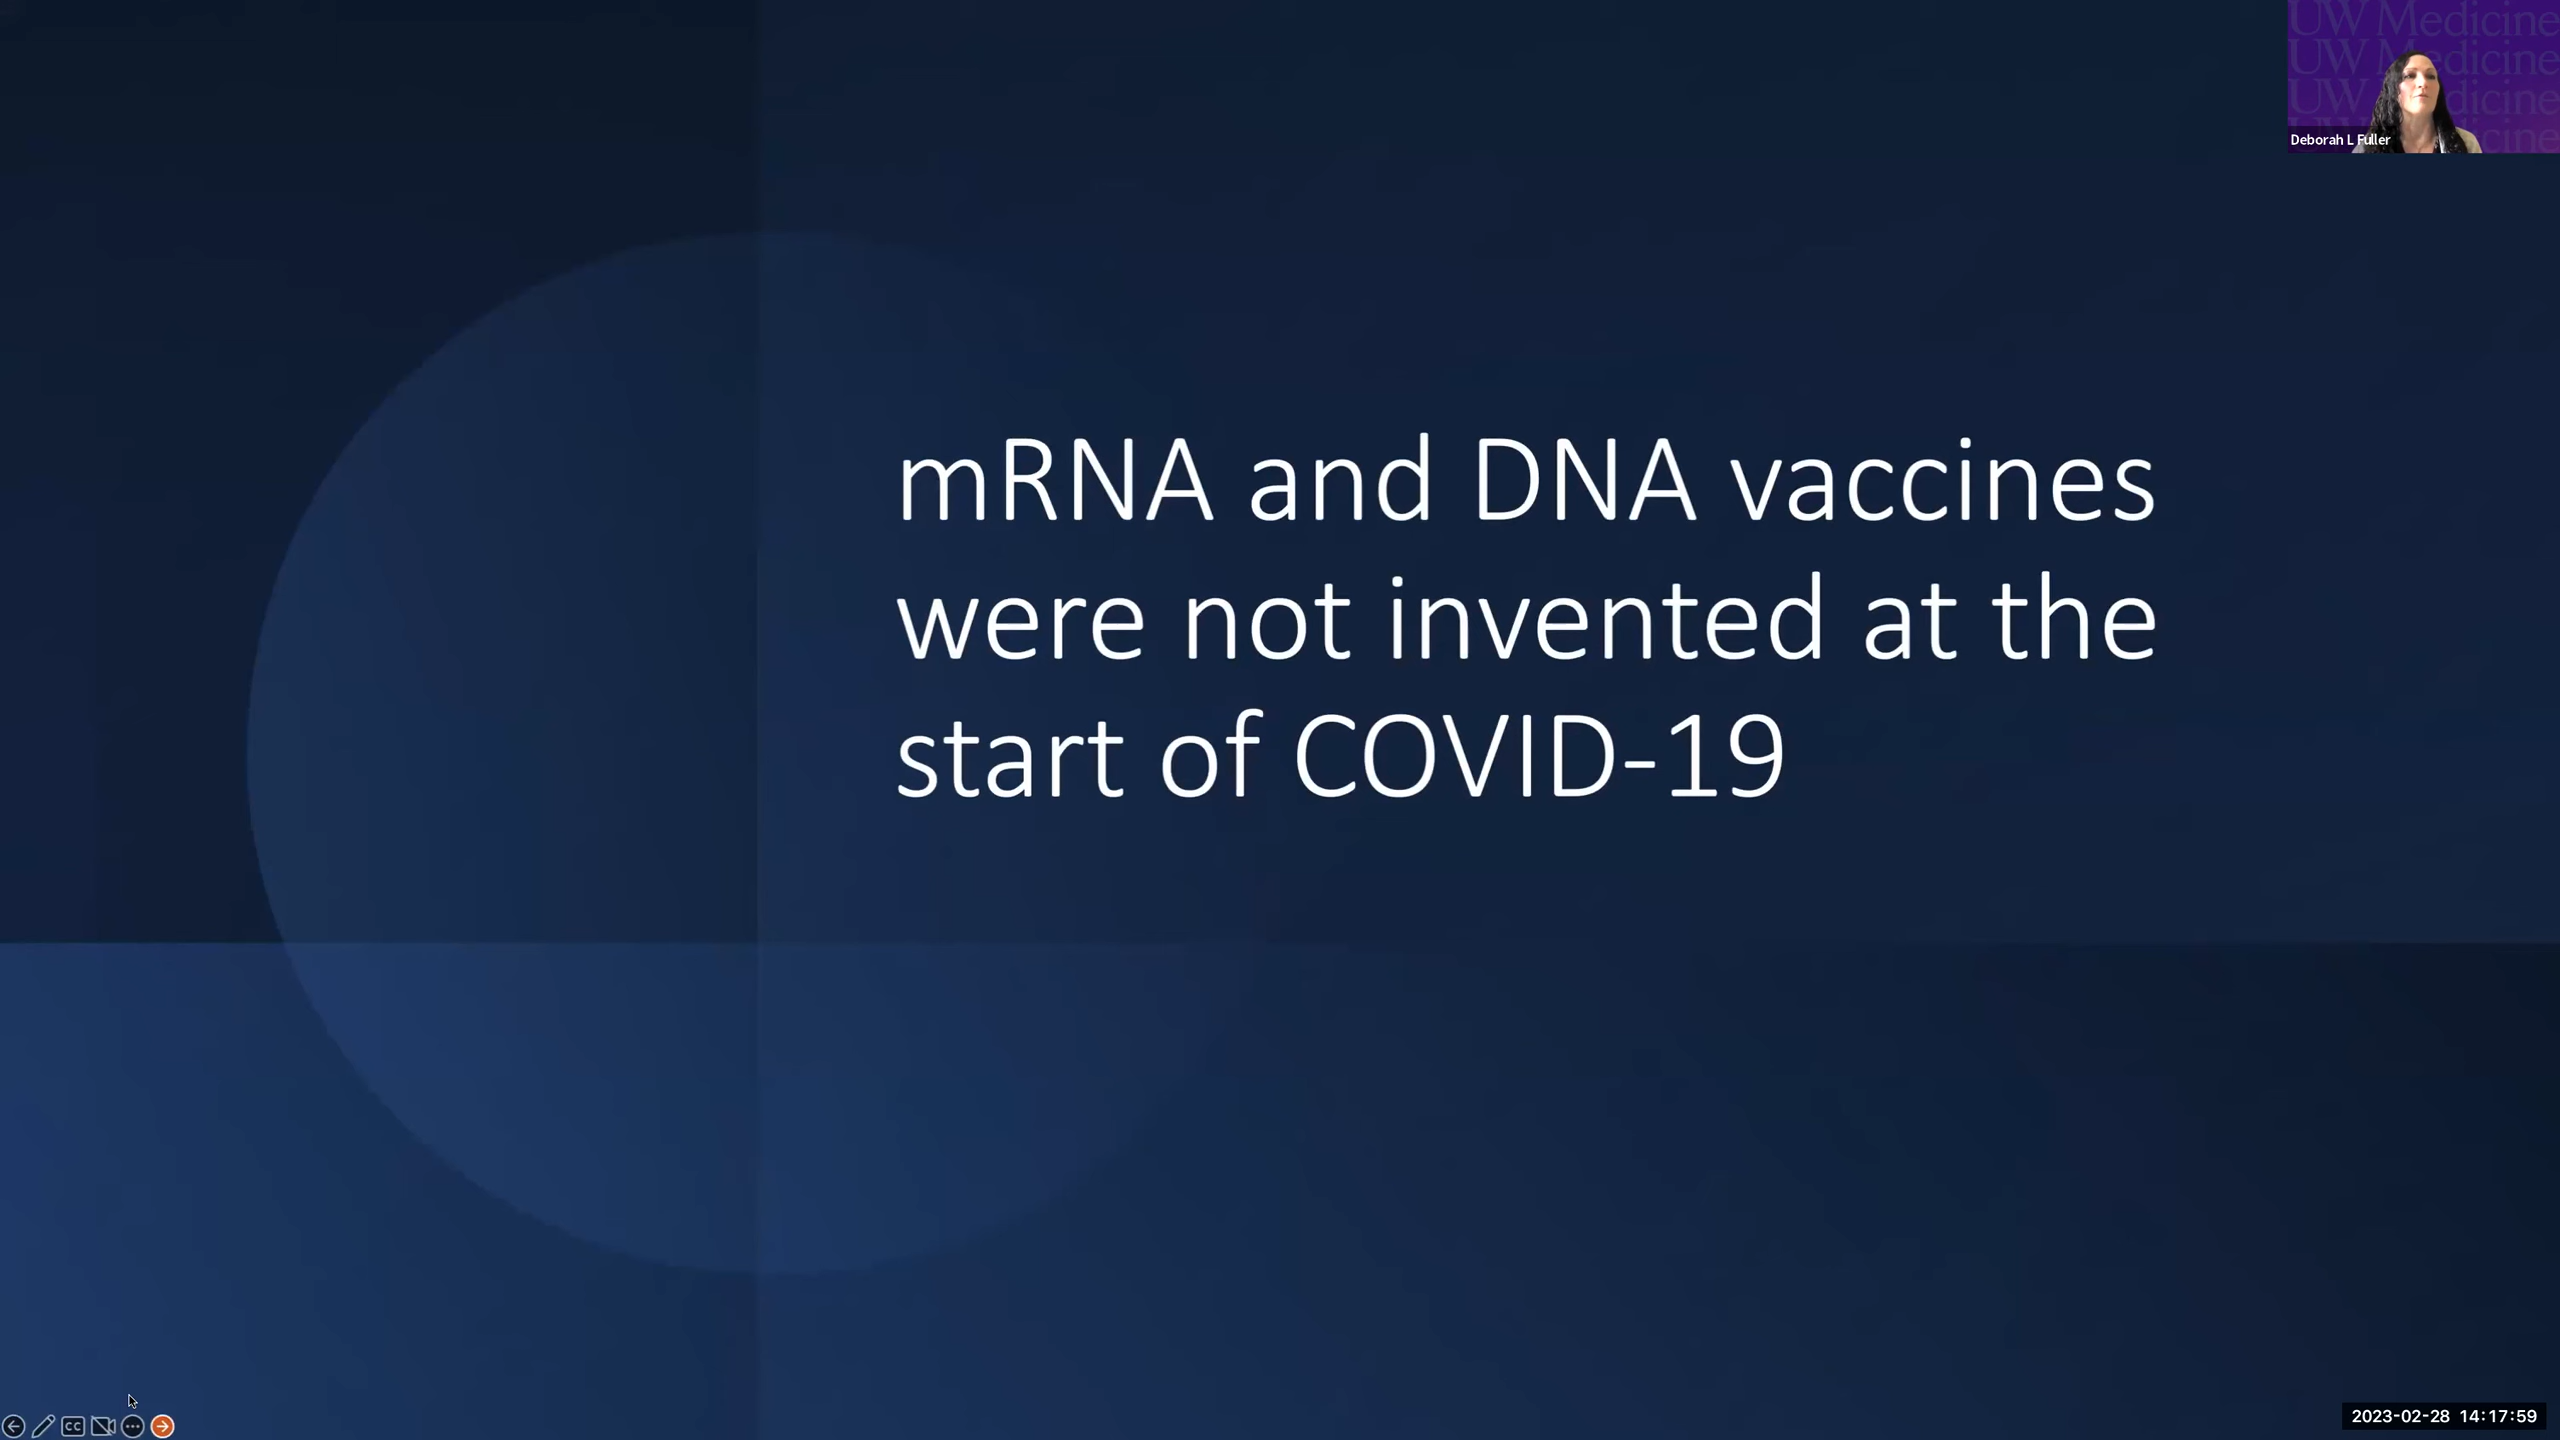 UW Medicine
UW Medicine
UW Medicine
Deborah L Fuller
mRNA and DNA vaccines
were not invented at the
start of COVID-19
CC
2023-02-28 14:17:59